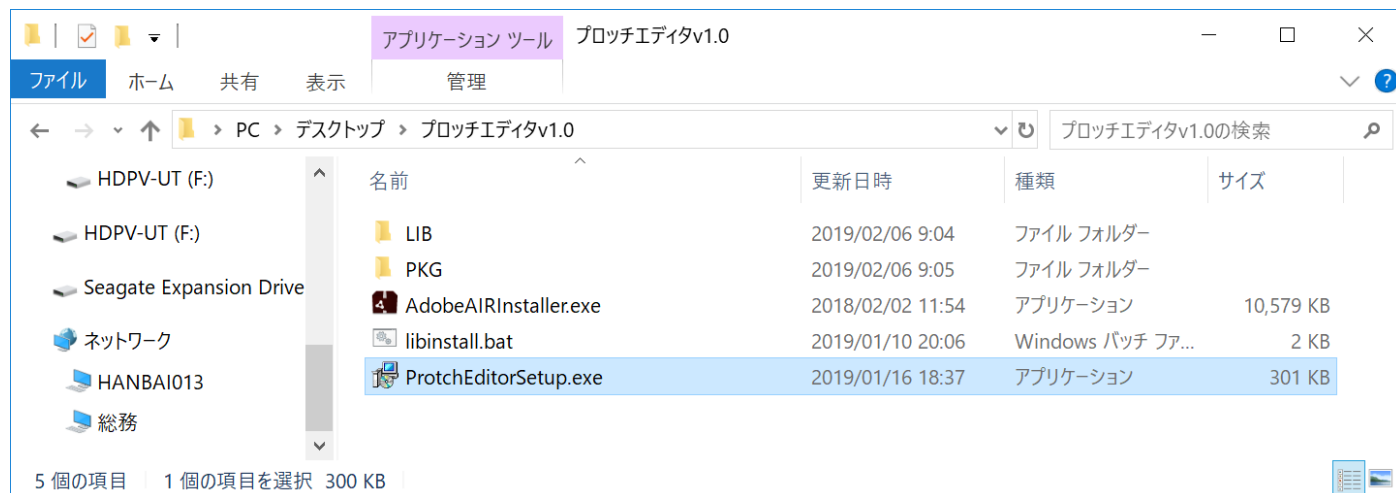 アプリケーション ツール プロッチエディタv1.0
ファイル ホーム 共有 表示 管理
PC デスクトップ プロッチエディタv1.0 プロッチエディタv1.0の検索
HDPV-UT (F:)
HDPV-UT (F:)
Seagate Expansion Drive
ネットワーク
HANBAI013
総務
名前 更新日時 種類 サイズ
LIB 2019/02/06 9:04 ファイル フォルダー
PKG 2019/02/06 9:05 ファイル フォルダー
AdobeAIRInstaller.exe 2018/02/02 11:54 アプリケーション 10,579 KB
libinstall.bat 2019/01/10 20:06 Windows バッチ ファ... 2 KB
ProtchEditorSetup.exe 2019/01/16 18:37 アプリケーション 301 KB
5 個の項目 1 個の項目を選択 300 KB